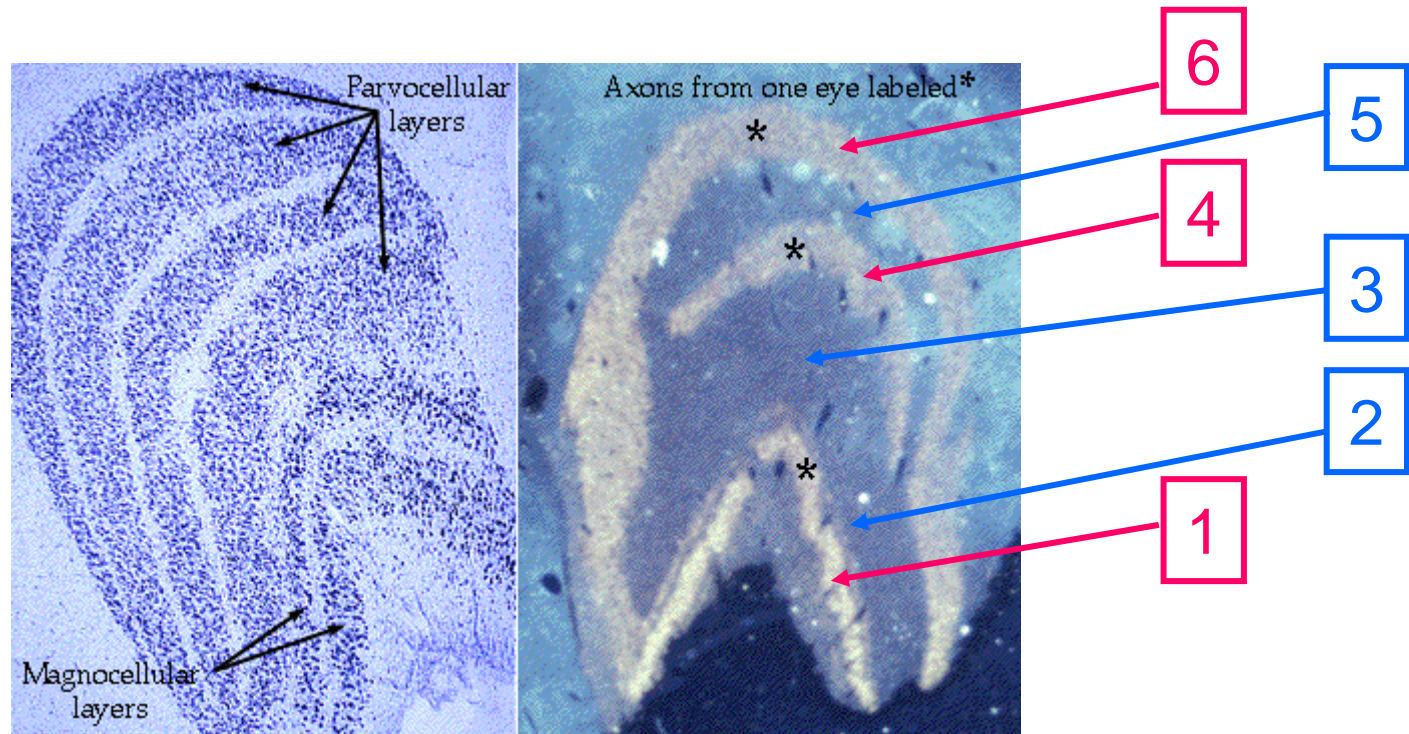 Parvocellular
layers
Magnocellular
layers
Axons from one eye labeled*
*
*
*
6
5
4
3
2
1